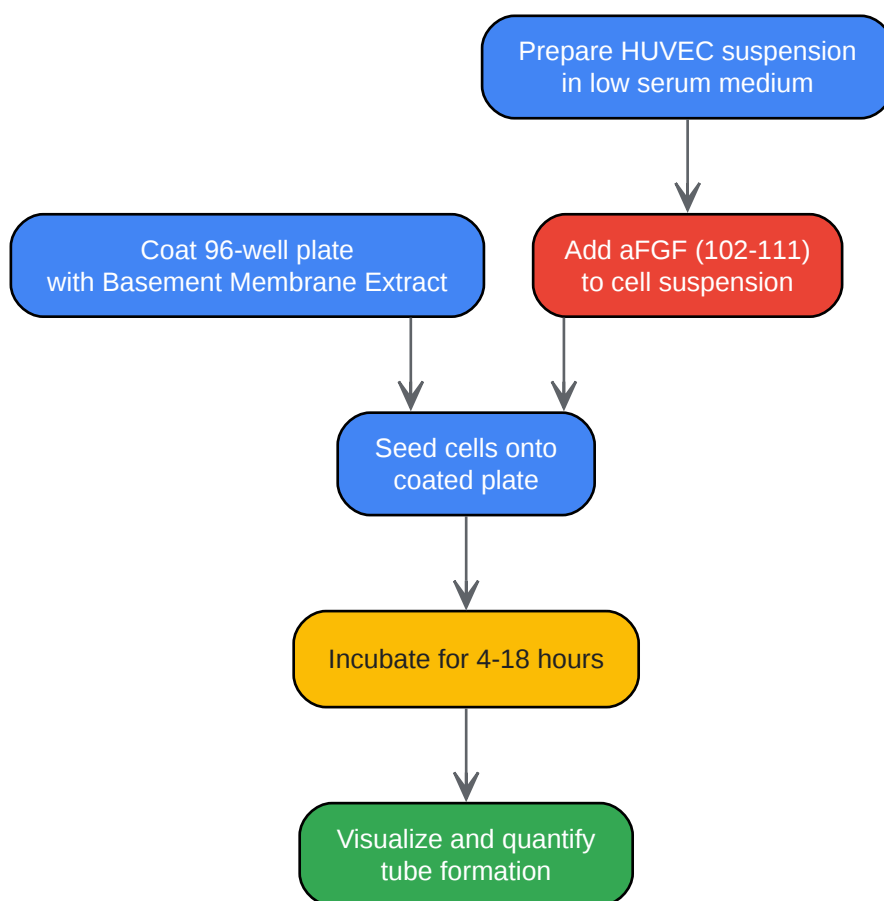 Prepare HUVEC suspension
in low serum medium
Coat 96-well plate
with Basement Membrane Extract
Add aFGF (102-111)
to cell suspension
Seed cells onto
coated plate
Incubate for 4-18 hours
Visualize and quantify
tube formation